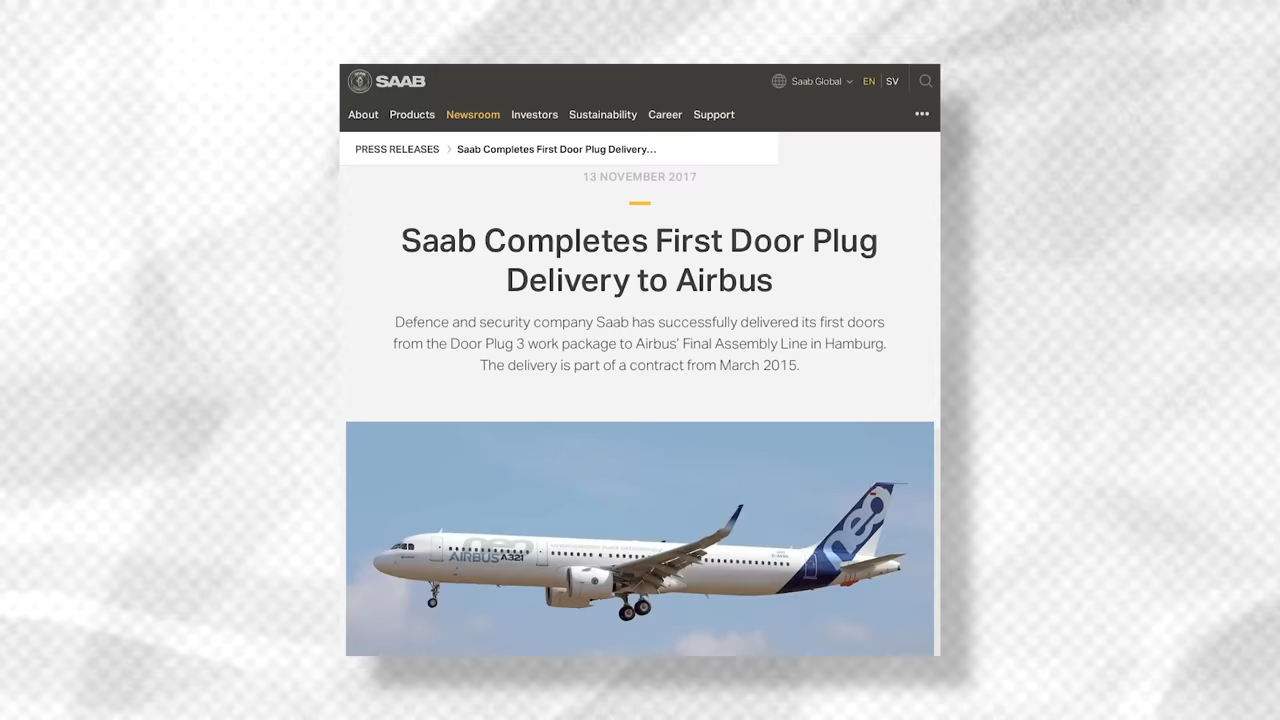 SAAB
Saab Global
EN
SV
About Products Newsroom Investors Sustainability Career Support
PRESS RELEASES Saab Completes First Door Plug Delivery...
13 NOVEMBER 2017
Saab Completes First Door Plug
Delivery to Airbus
Defence and security company Saab has successfully delivered its first doors
from the Door Plug 3 work package to Airbus' Final Assembly Line in Hamburg.
The delivery is part of a contract from March 2015.
neo
neo
AIRBUS A321